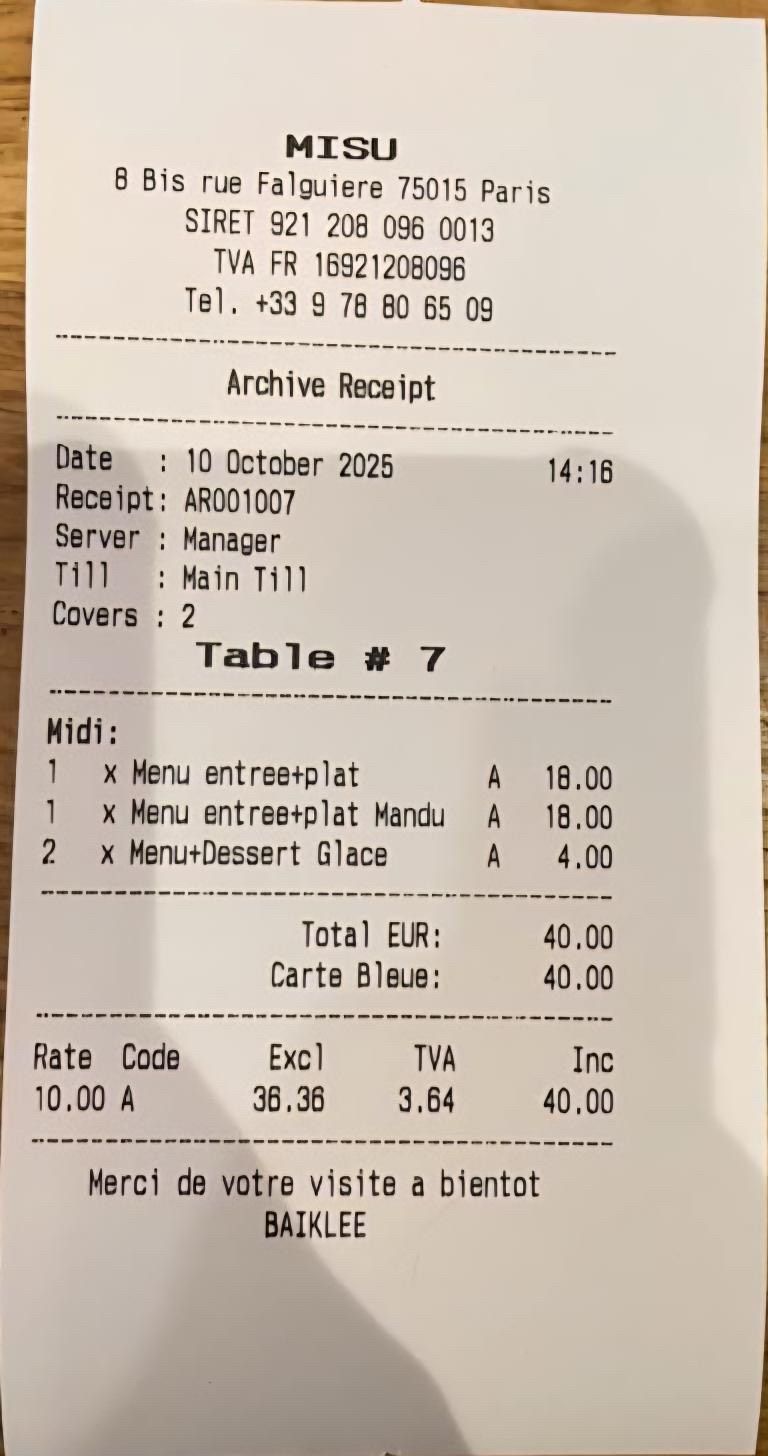 MISU
8 Bis rue Falguiere 75015 Paris
SIRET 921 208 096 0013
TVA FR 16921208096
Tel. +33 9 78 80 65 09
Archive Receipt
Date : 10 October 2025 14:16
Receipt: AR001007
Server : Manager
Till : Main Till
Covers : 2
Table # 7
Midi:
1 x Menu entree+plat A 18.00
1 x Menu entree+plat Mandu A 18.00
2 x Menu+Dessert Glace A 4.00
Total EUR: 40.00
Carte Bleue: 40.00
Rate Code Excl TVA Inc
10.00 A 36.36 3.64 40.00
Merci de votre visite a bientot
BAIKLEE